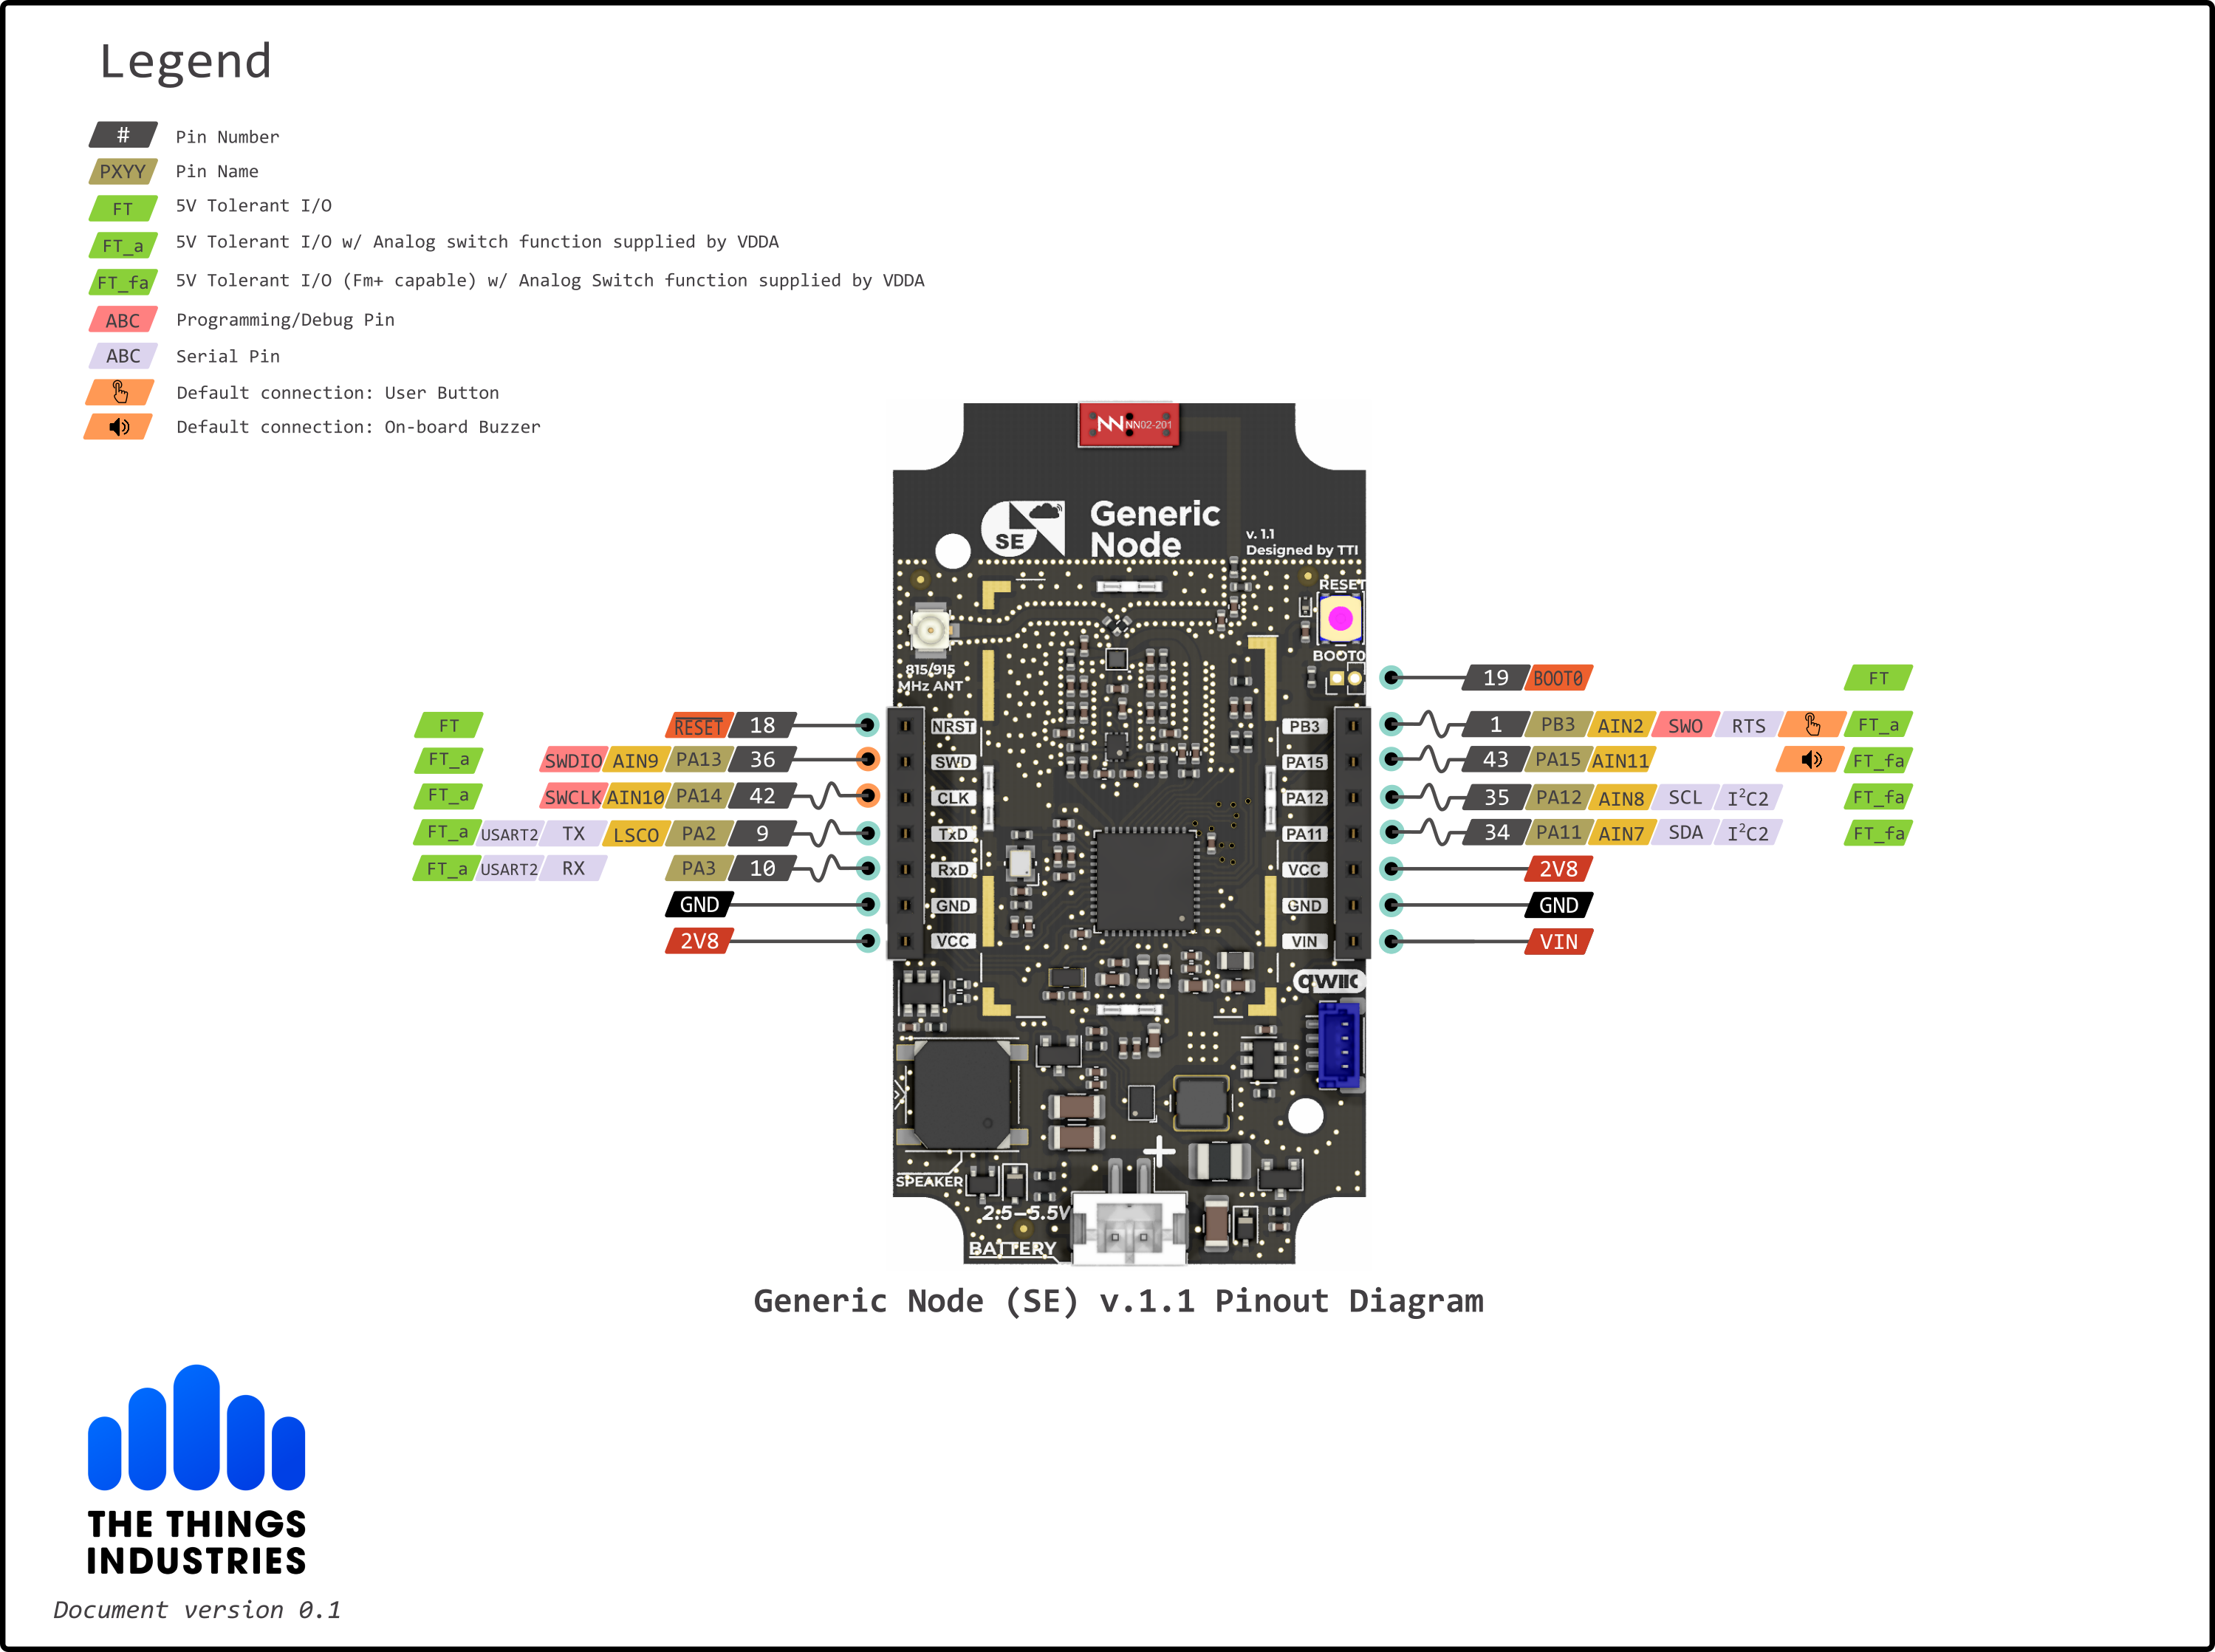 Legend
# Pin Number
PXYY Pin Name
FT 5V Tolerant I/O
FT_a 5V Tolerant I/O w/ Analog switch function supplied by VDDA
FT_fa 5V Tolerant I/O (Fm+ capable) w/ Analog Switch function supplied by VDDA
ABC Programming/Debug Pin
ABC Serial Pin
Default connection: User Button
Default connection: On-board Buzzer
NN02-201
SE
Generic
Node
v. 1.1
Designed by TTI
RESET
BOOT0
815/915
MHz ANT
19 BOOT0 FT
FT RESET 18 NRST
PB3 1 PB3 AIN2 SWO RTS FT_a
FT_a SWDIO AIN9 PA13 36 SWD
PA15 43 PA15 AIN11 FT_fa
FT_a SWCLK AIN10 PA14 42 CLK
PA12 35 PA12 AIN8 SCL I²C2 FT_fa
FT_a USART2 TX LSCO PA2 9 TxD
PA11 34 PA11 AIN7 SDA I²C2 FT_fa
FT_a USART2 RX PA3 10 RxD
VCC 2V8
GND GND
GND GND
2V8 VCC
VIN VIN
qwiic
SPEAKER
2.5–5.5V
BATTERY
Generic Node (SE) v.1.1 Pinout Diagram
THE THINGS
INDUSTRIES
Document version 0.1